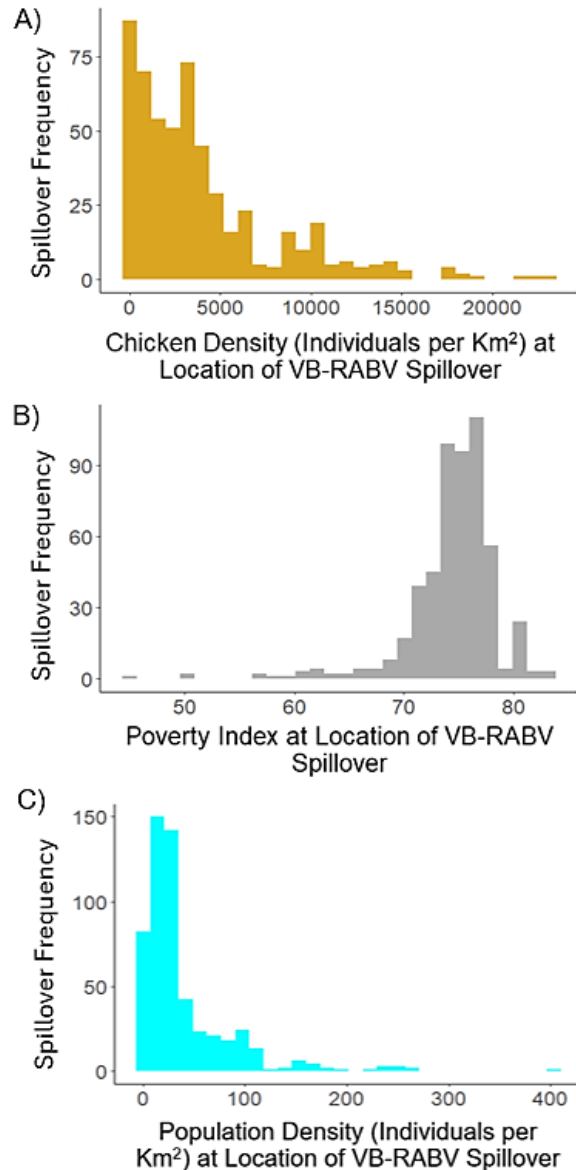 A)
Spillover Frequency
75
50
25
0
0 5000 10000 15000 20000
Chicken Density (Individuals per Km²) at
Location of VB-RABV Spillover
B)
Spillover Frequency
90
60
30
0
50 60 70 80
Poverty Index at Location of VB-RABV
Spillover
C)
Spillover Frequency
150
100
50
0
0 100 200 300 400
Population Density (Individuals per
Km²) at Location of VB-RABV Spillover